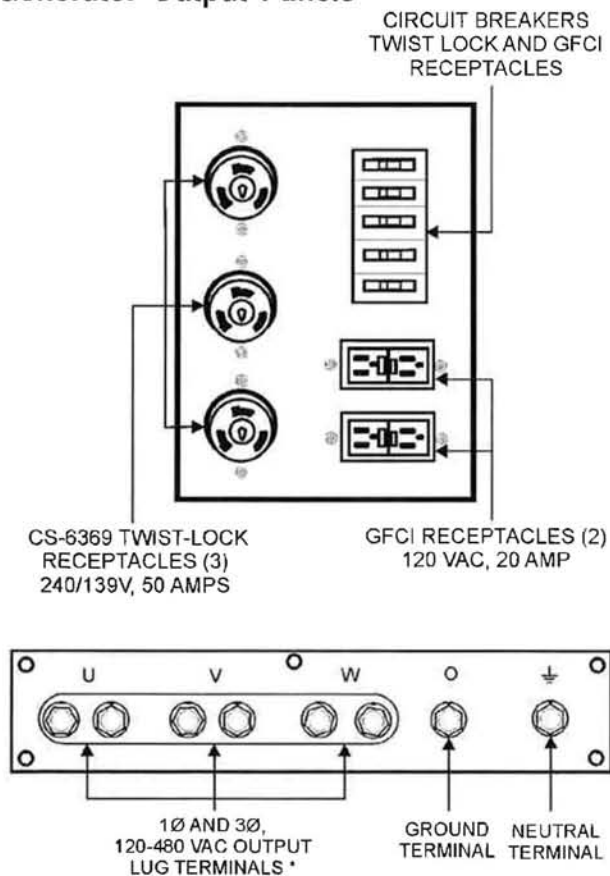 Generator Output Panels
CIRCUIT BREAKERS
TWIST LOCK AND GFCI
RECEPTACLES
CS-6369 TWIST-LOCK
RECEPTACLES (3)
240/139V, 50 AMPS
GFCI RECEPTACLES (2)
120 VAC, 20 AMP
U V W O
1Ø AND 3Ø,
120-480 VAC OUTPUT
LUG TERMINALS *
GROUND
TERMINAL
NEUTRAL
TERMINAL